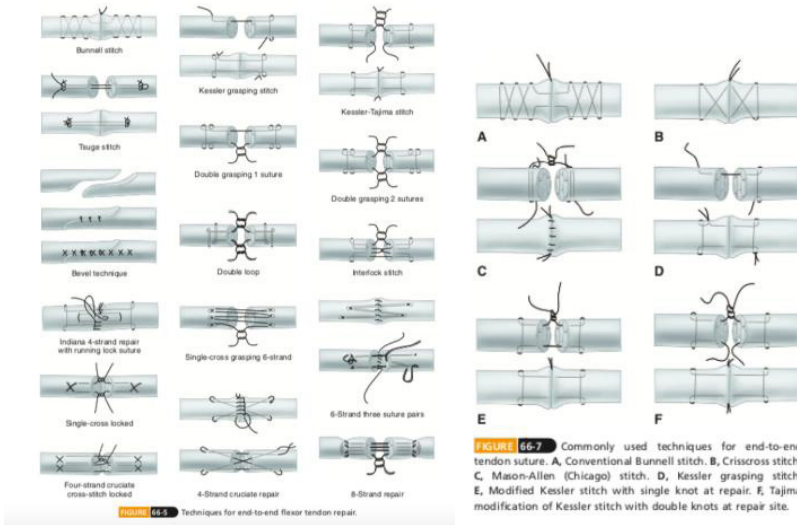 Bunnell stitch
Kessler grasping stitch
Kessler-Tajima stitch
Tsuge stitch
Double grasping 1 suture
Double grasping 2 sutures
Bevel technique
Double loop
Interlock stitch
Indiana 4-strand repair
with running lock suture
Single-cross grasping 6-strand
6-Strand three suture pairs
Single-cross locked
Four-strand cruciate
cross-stitch locked
4-Strand cruciate repair
8-Strand repair
FIGURE 66-5 Techniques for end-to-end flexor tendon repair.
A
B
C
D
E
F
FIGURE 66-7 Commonly used techniques for end-to-end
tendon suture. A, Conventional Bunnell stitch. B, Crisscross stitch
C, Mason-Allen (Chicago) stitch. D, Kessler grasping stitch
E, Modified Kessler stitch with single knot at repair. F, Tajima
modification of Kessler stitch with double knots at repair site.